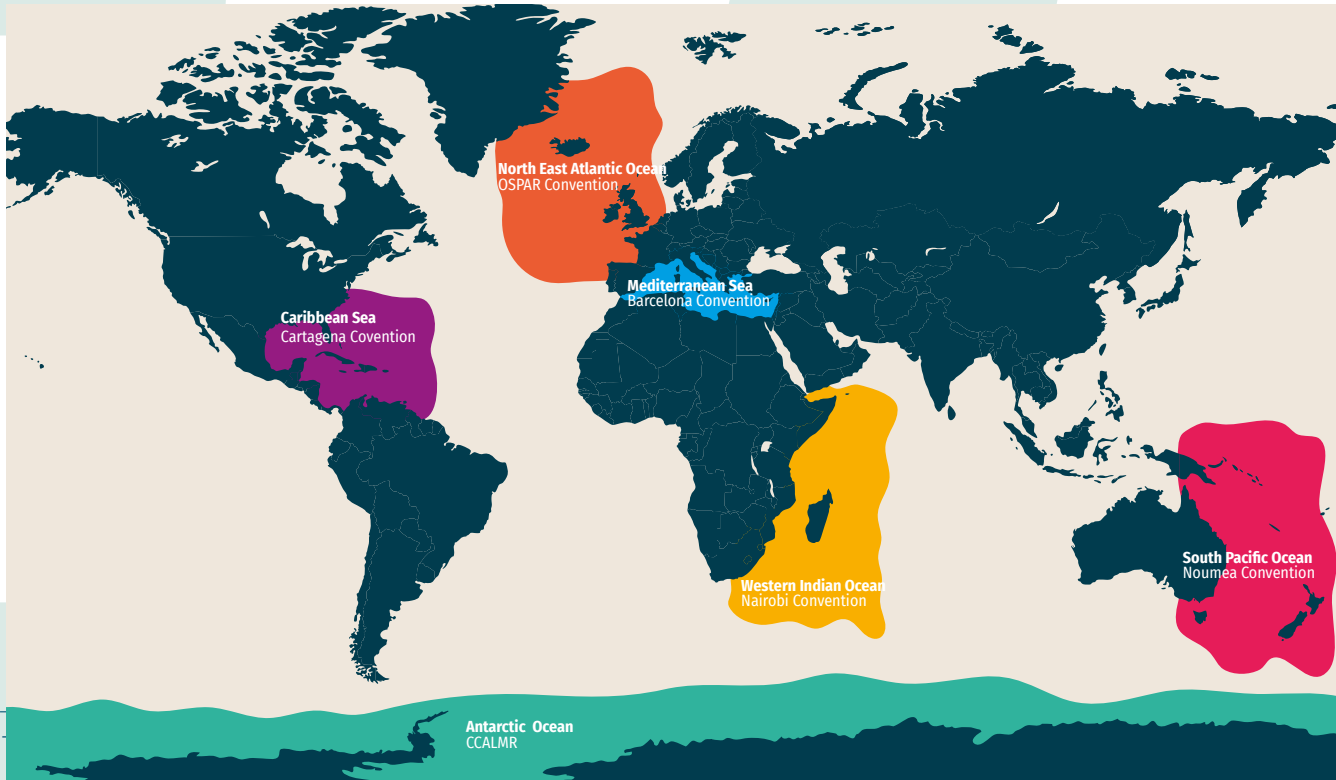 North East Atlantic Ocean
OSPAR Convention
Mediterranean Sea
Barcelona Convention
Caribbean Sea
Cartagena Covention
South Pacific Ocean
Noumea Convention
Western Indian Ocean
Nairobi Convention
Antarctic Ocean
CCALMR